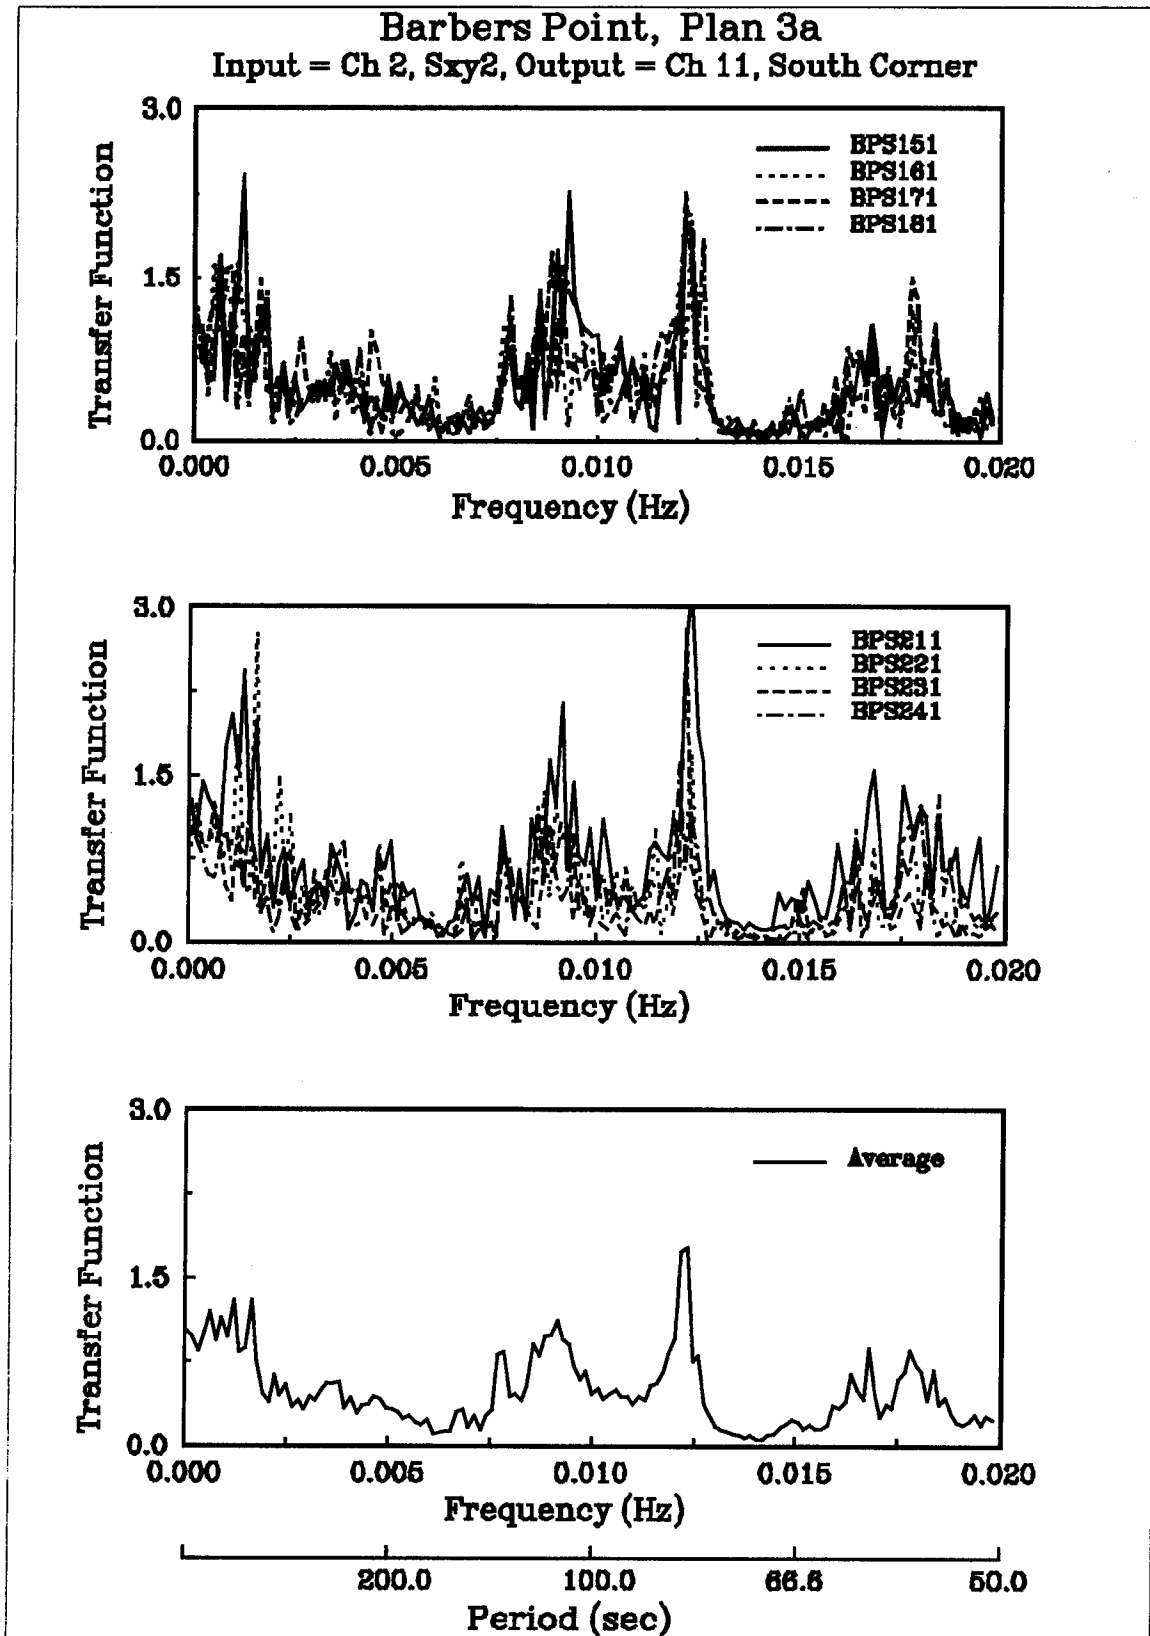 Barbers Point, Plan 3a
Input = Ch 2, Sxy2, Output = Ch 11, South Corner
Transfer Function
3.0
1.5
0.0
BPS151
BPS161
BPS171
BPS181
0.000 0.005 0.010 0.015 0.020
Frequency (Hz)
Transfer Function
3.0
1.5
0.0
BPS211
BPS221
BPS231
BPS241
0.000 0.005 0.010 0.015 0.020
Frequency (Hz)
Transfer Function
3.0
1.5
0.0
Average
0.000 0.005 0.010 0.015 0.020
Frequency (Hz)
200.0 100.0 66.6 50.0
Period (sec)